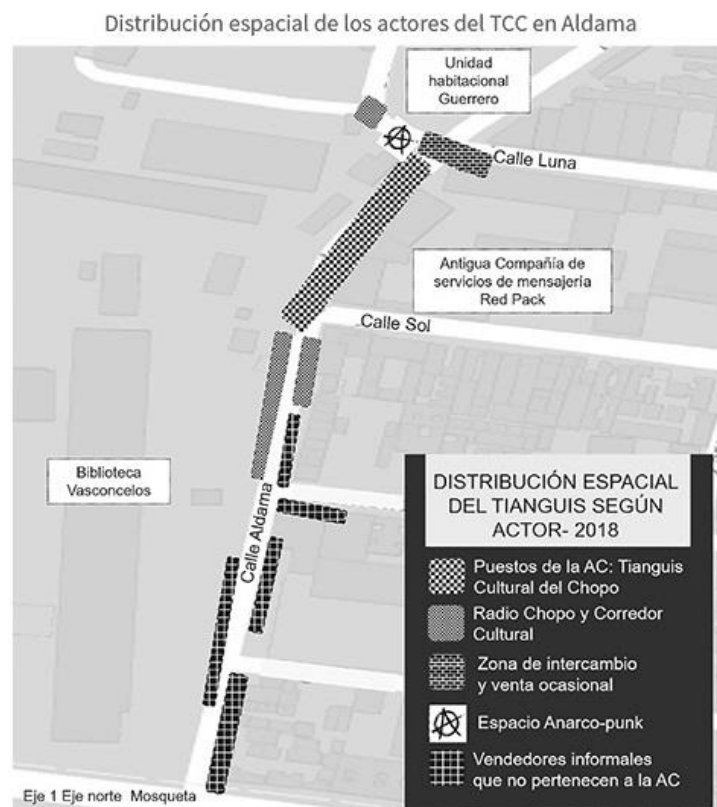 Distribución espacial de los actores del TCC en Aldama
Unidad
habitacional
Guerrero
Calle Luna
Antigua Compañía de
servicios de mensajería
Red Pack
Calle Sol
Biblioteca
Vasconcelos
Calle Aldama
DISTRIBUCIÓN ESPACIAL
DEL TIANGUIS SEGÚN
ACTOR- 2018
Puestos de la AC: Tianguis
Cultural del Chopo
Radio Chopo y Corredor
Cultural
Zona de intercambio
y venta ocasional
Espacio Anarco-punk
Vendedores informales
que no pertenecen a la AC
Eje 1 Eje norte Mosqueta